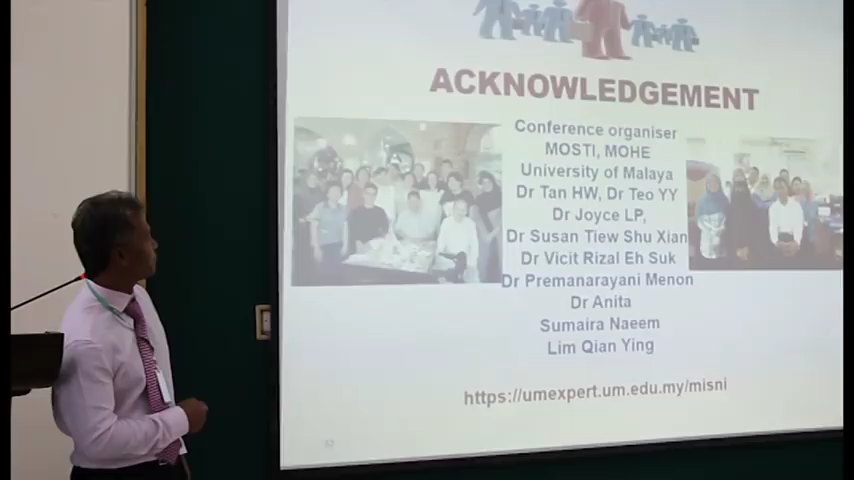 ACKNOWLEDGEMENT
Conference organiser
MOSTI, MOHE
University of Malaya
Dr Tan HW, Dr Teo YY
Dr Joyce LP,
Dr Susan Tiew Shu Xian
Dr Vicit Rizal Eh Suk
Dr Premanarayani Menon
Dr Anita
Sumaira Naeem
Lim Qian Ying
https://umexpert.um.edu.my/misni